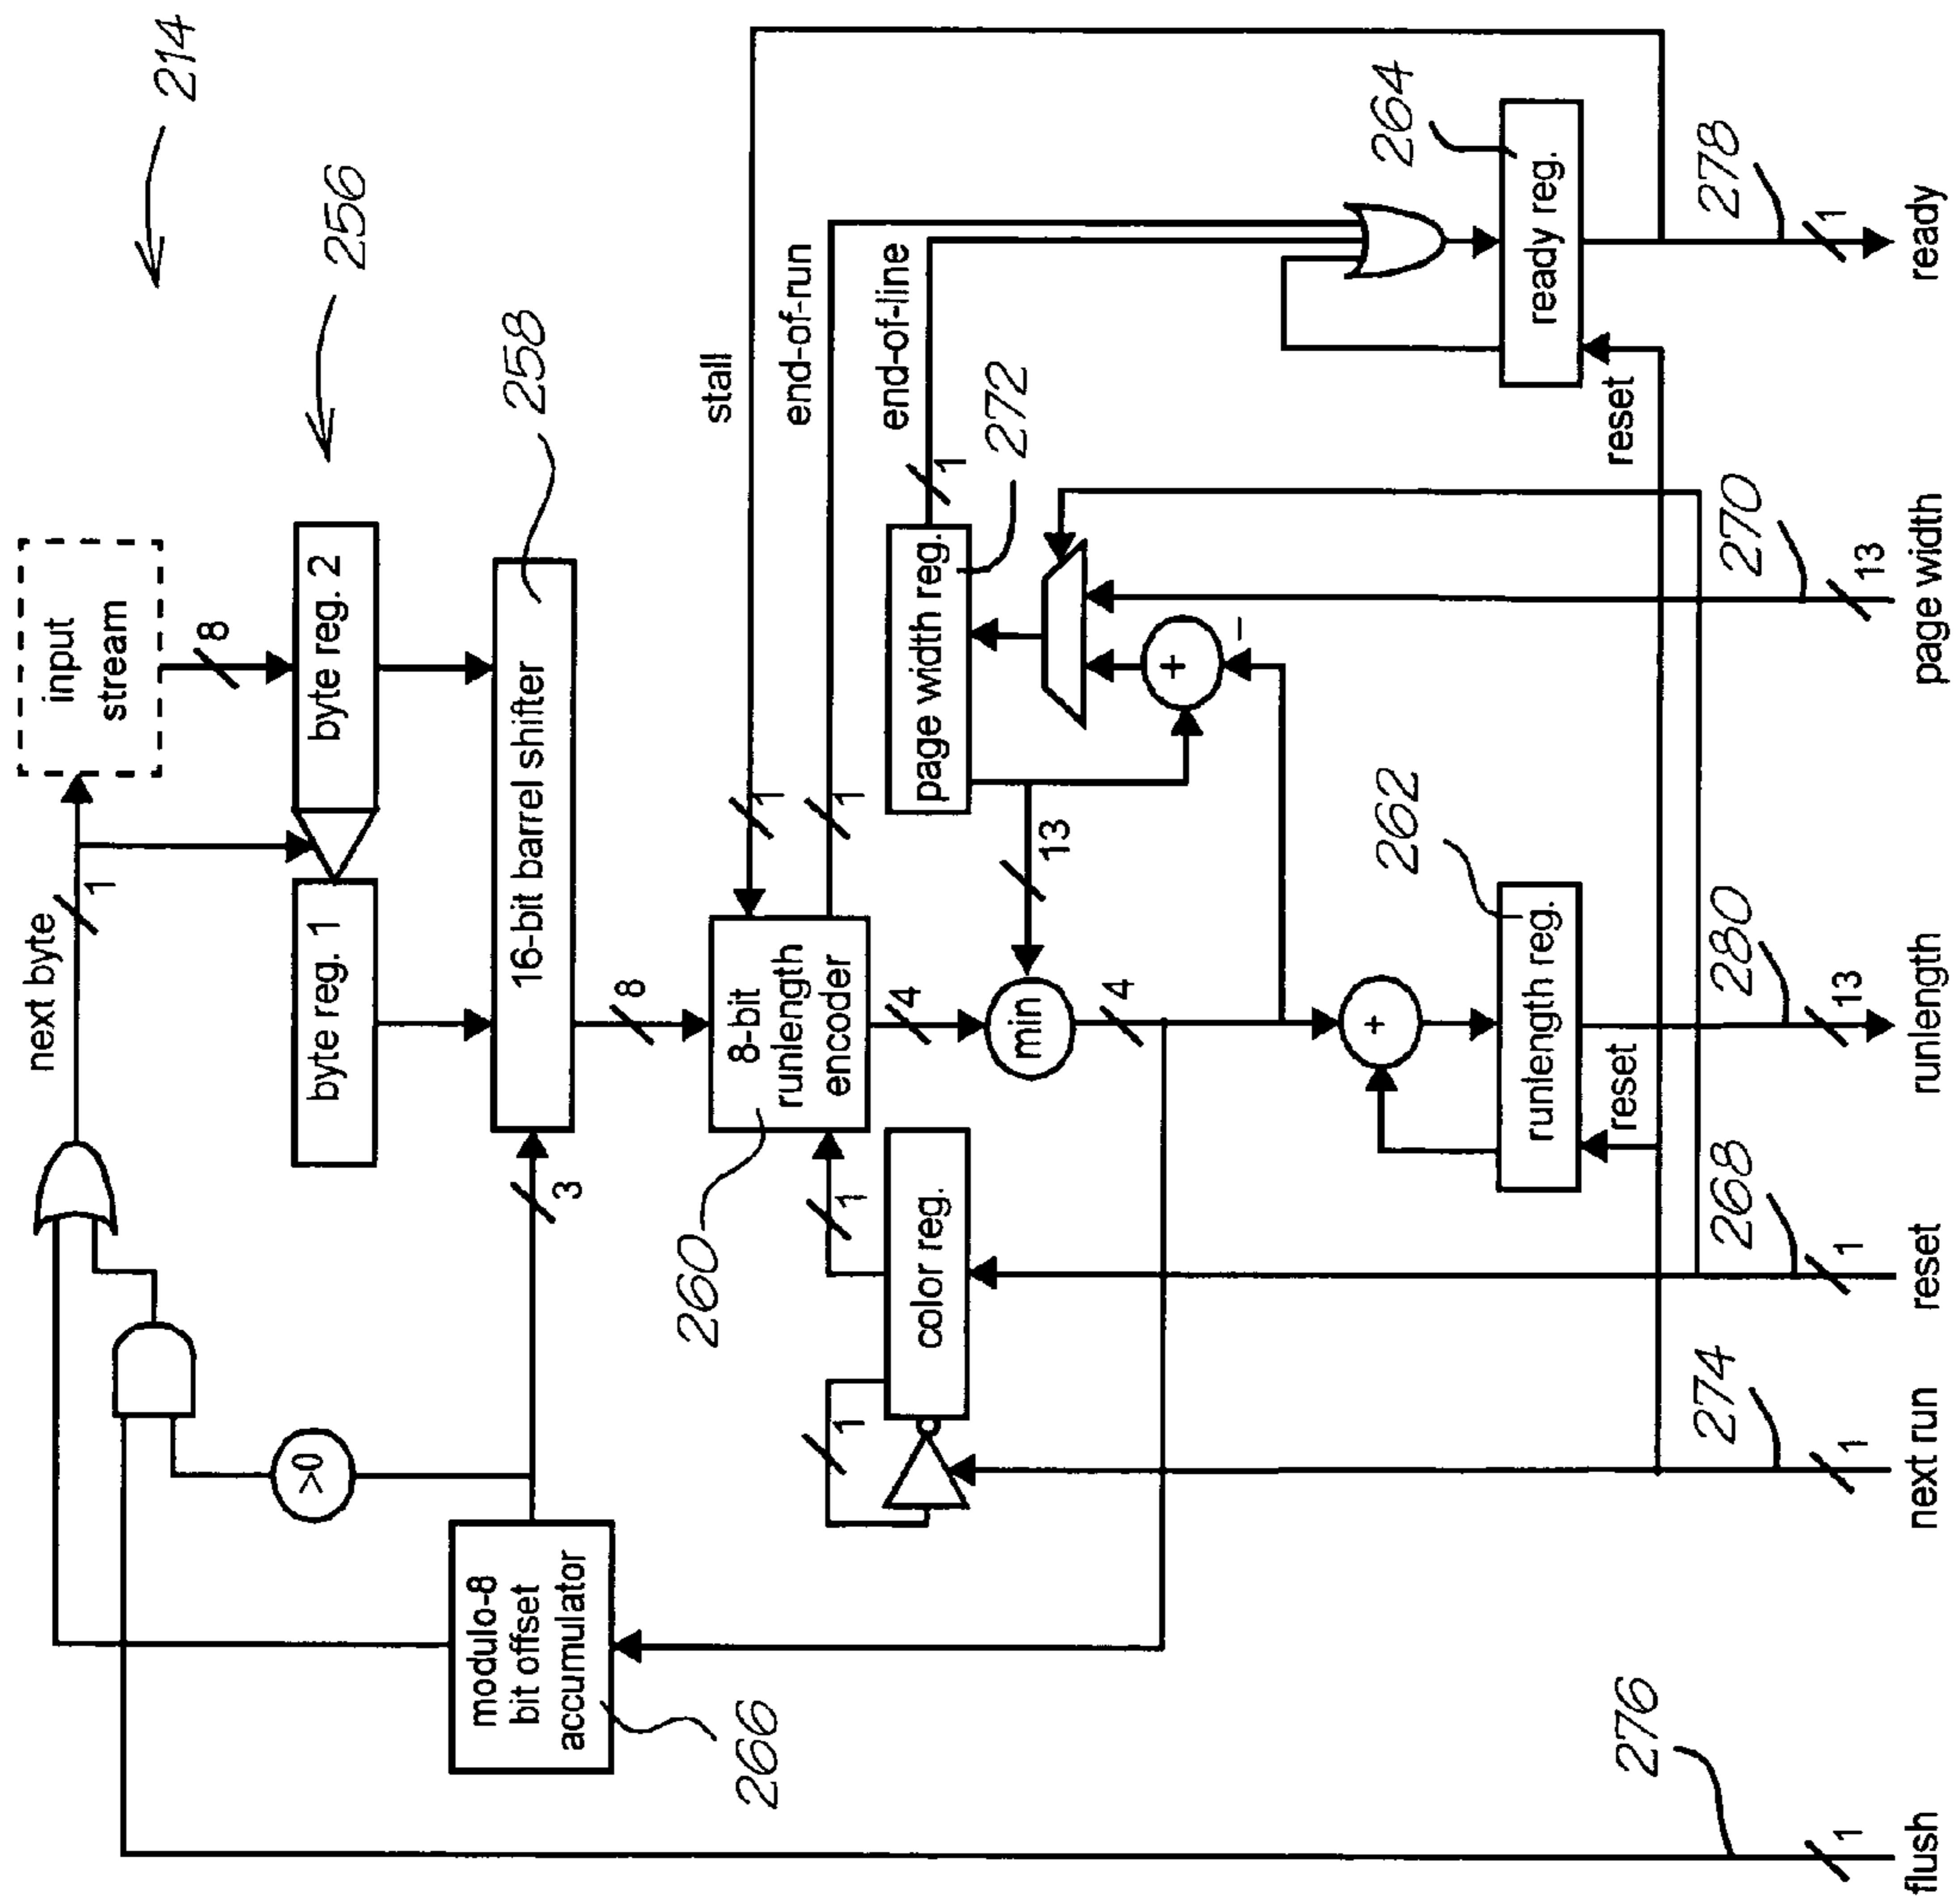 214
256
input
stream
next byte
1
8
byte reg. 1
byte reg. 2
258
16-bit barrel shifter
3
8
>0
modulo-8
bit offset
accumulator
266
260
8-bit
runlength
encoder
stall
1
end-of-run
1
end-of-line
1
1
color reg.
1
4
min
13
4
page width reg.
272
+
−
+
262
runlength reg.
reset
264
ready reg.
reset
276
1
flush
274
1
next run
268
1
reset
280
13
runlength
270
13
page width
278
1
ready